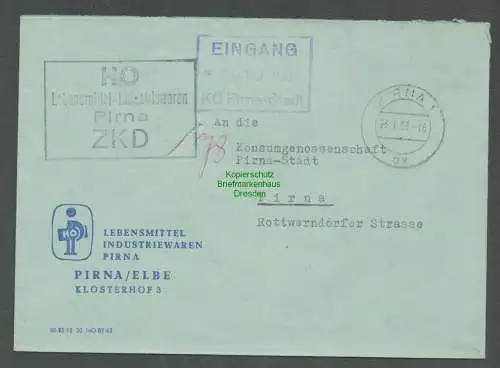 HO
Lebensmittel-Industriewaren
Pirna
ZKD
EINGANG
KG Pirna-Stadt
PIRNA
An die
Konsumgenossenschaft
Pirna-Stadt
Kopierschutz
Briefmarkenhaus
Dresden
Pirna
Rottwerndorfer Strasse
HO
LEBENSMITTEL
INDUSTRIEWAREN
PIRNA
PIRNA/ELBE
KLOSTERHOF 3